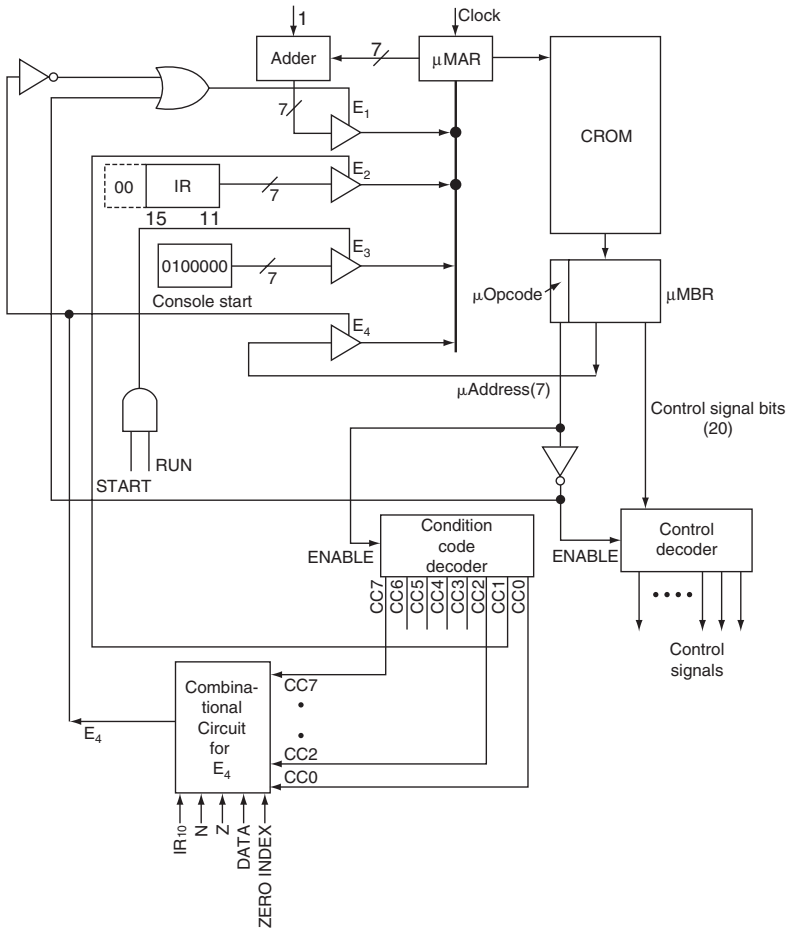 1
Clock
Adder
7
μMAR
7
E1
CROM
00
IR
7
E2
15
11
0100000
7
E3
Console start
μOpcode
μMBR
E4
μAddress(7)
Control signal bits
(20)
RUN
START
Condition
code
decoder
ENABLE
ENABLE
Control
decoder
CC7
CC6
CC5
CC4
CC3
CC2
CC1
CC0
Control
signals
Combina-
tional
Circuit
for
E4
CC7
CC2
CC0
E4
IR10
N
Z
DATA
ZERO INDEX